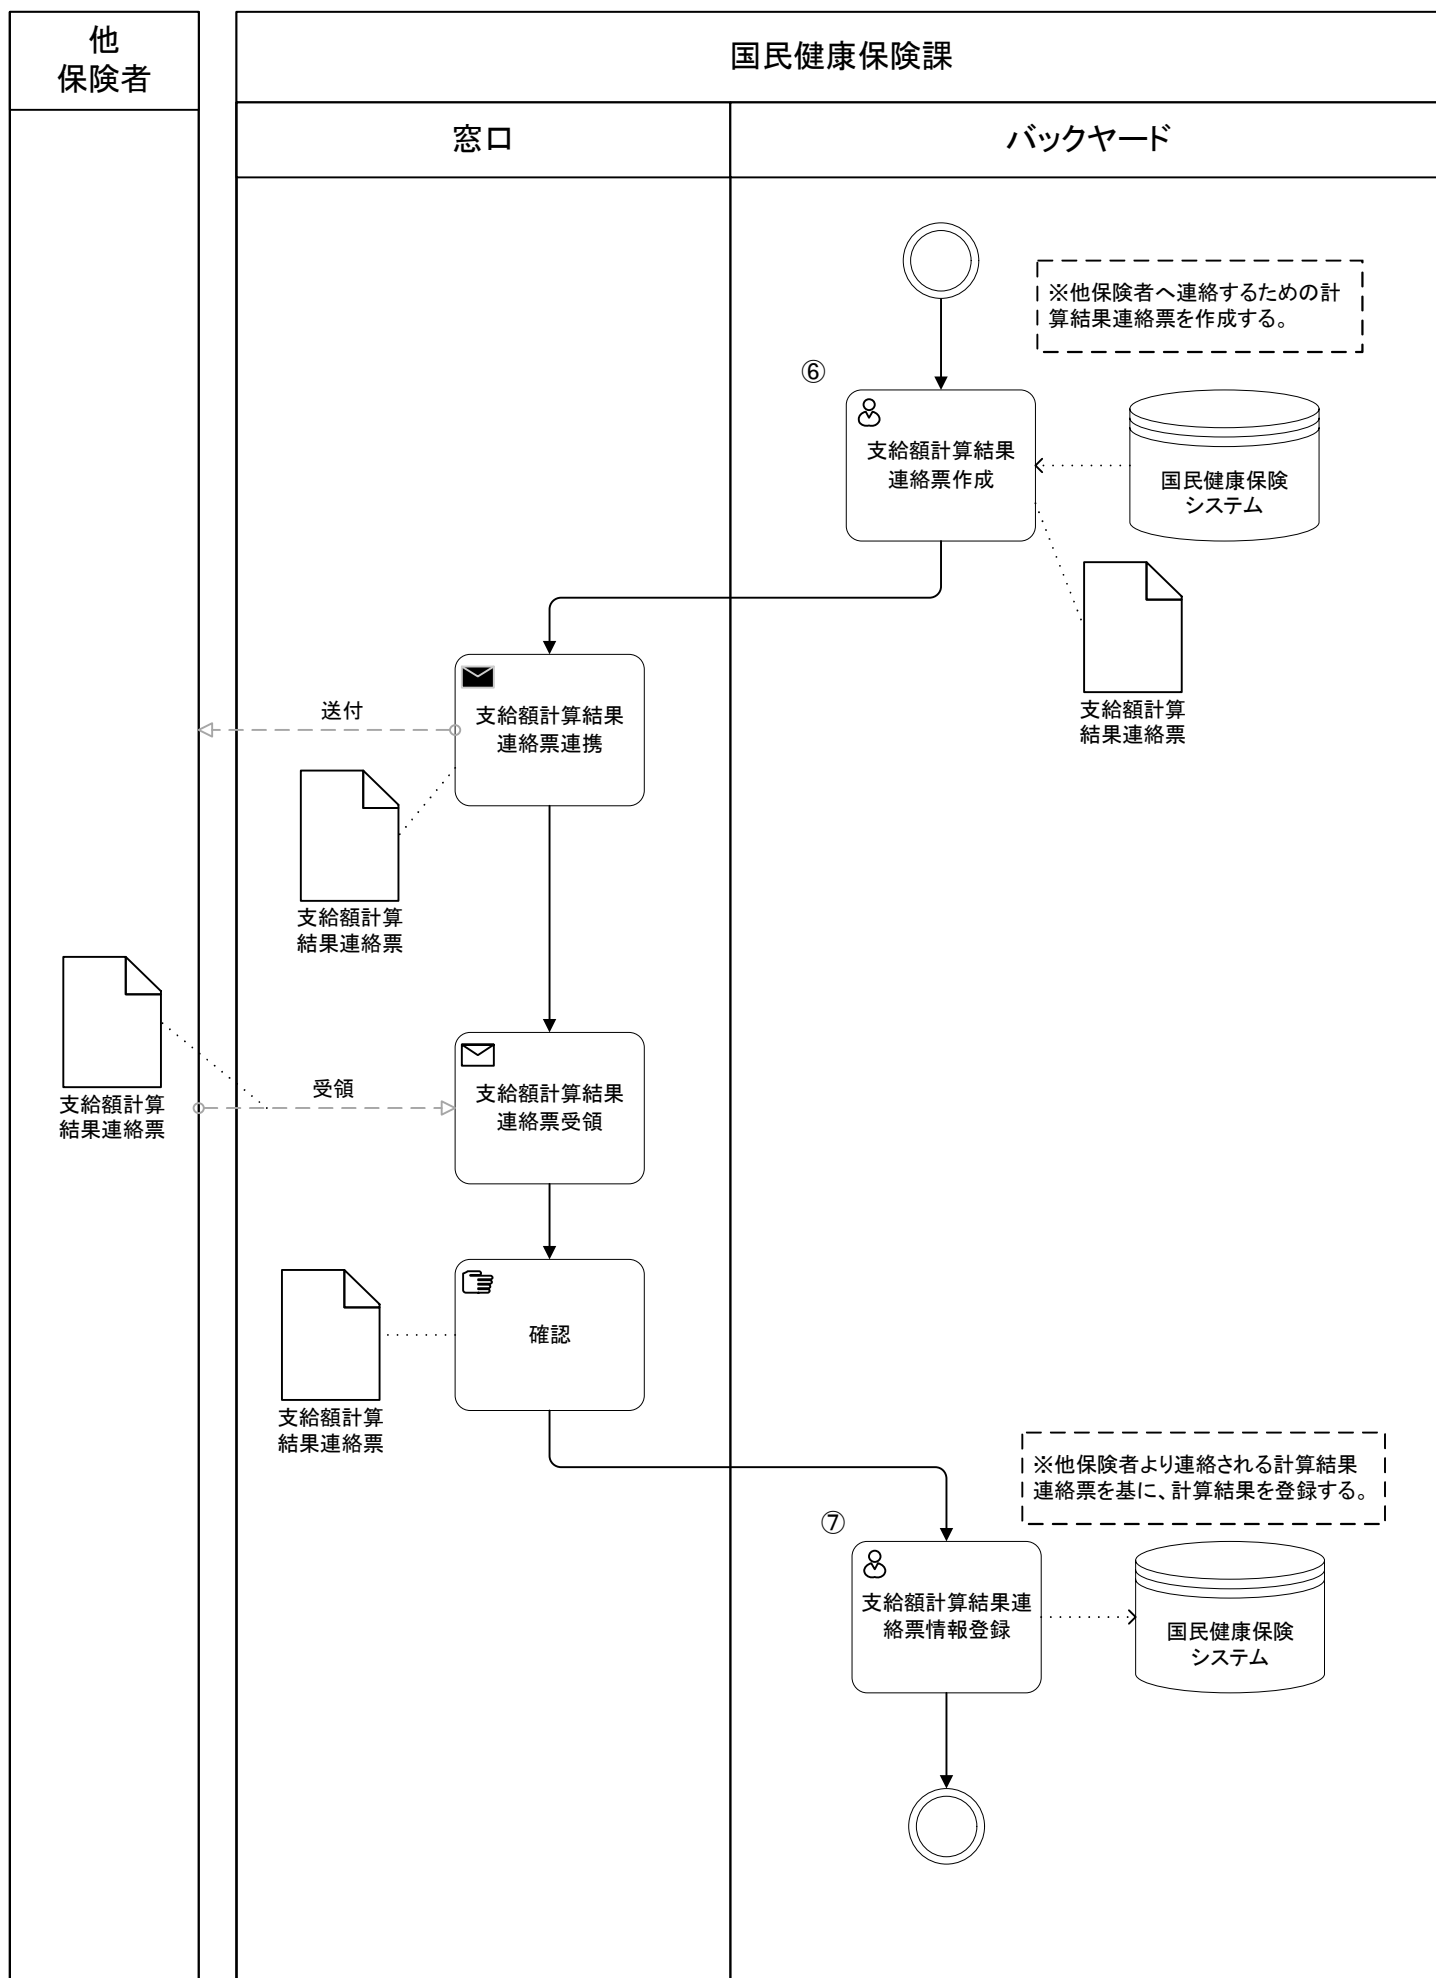 他
保険者
国民健康保険課
窓口
バックヤード
※他保険者へ連絡するための計
算結果連絡票を作成する。
⑥
支給額計算結果
連絡票作成
国民健康保険
システム
支給額計算
結果連絡票
支給額計算結果
連絡票連携
送付
支給額計算
結果連絡票
支給額計算
結果連絡票
受領
支給額計算結果
連絡票受領
確認
支給額計算
結果連絡票
※他保険者より連絡される計算結果
連絡票を基に、計算結果を登録する。
⑦
支給額計算結果連
絡票情報登録
国民健康保険
システム